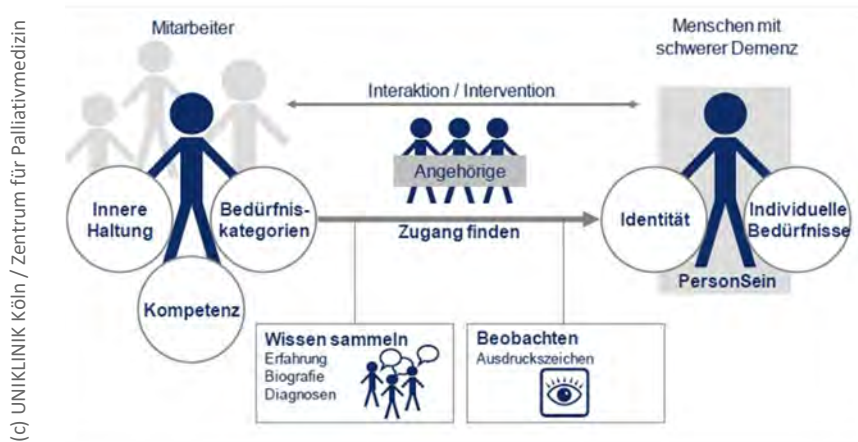 (c) UNIKLINIK Köln / Zentrum für Palliativmedizin
Mitarbeiter
Menschen mit
schwerer Demenz
Interaktion / Intervention
Angehörige
Innere
Haltung
Bedürfnis-
kategorien
Kompetenz
Zugang finden
Identität
Individuelle
Bedürfnisse
PersonSein
Wissen sammeln
Erfahrung
Biografie
Diagnosen
Beobachten
Ausdruckszeichen